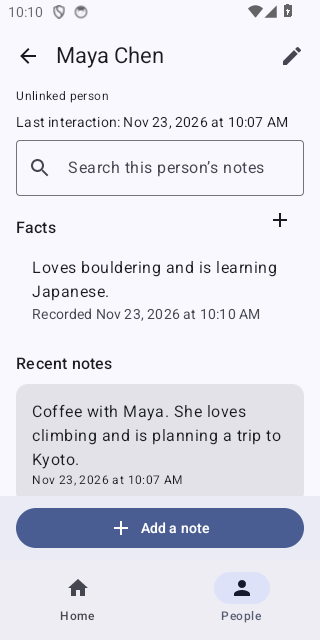 10:10
Maya Chen
Unlinked person
Last interaction: Nov 23, 2026 at 10:07 AM
Search this person’s notes
Facts
Loves bouldering and is learning
Japanese.
Recorded Nov 23, 2026 at 10:10 AM
Recent notes
Coffee with Maya. She loves
climbing and is planning a trip to
Kyoto.
Nov 23, 2026 at 10:07 AM
Add a note
Home
People